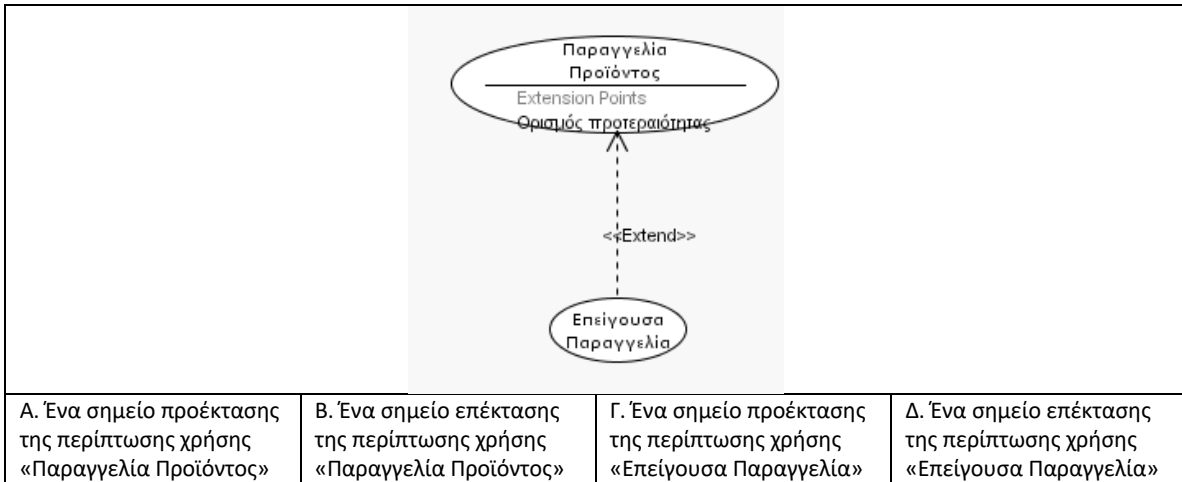 Παραγγελία
Προϊόντος
Extension Points
Ορισμός προτεραιότητας
<<Extend>>
Επείγουσα
Παραγγελία
Α. Ένα σημείο προέκτασης
της περίπτωσης χρήσης
«Παραγγελία Προϊόντος»
Β. Ένα σημείο επέκτασης
της περίπτωσης χρήσης
«Παραγγελία Προϊόντος»
Γ. Ένα σημείο προέκτασης
της περίπτωσης χρήσης
«Επείγουσα Παραγγελία»
Δ. Ένα σημείο επέκτασης
της περίπτωσης χρήσης
«Επείγουσα Παραγγελία»